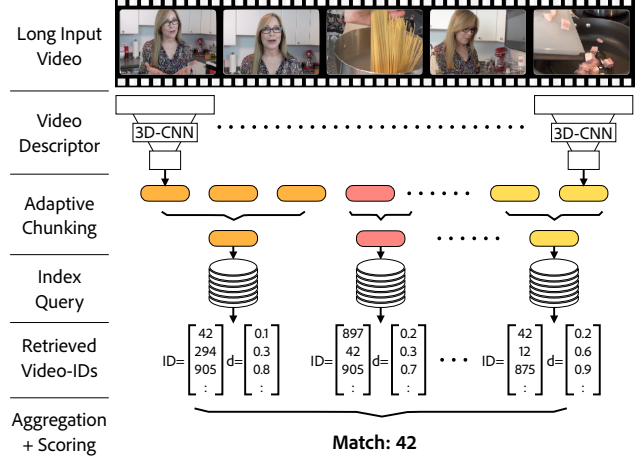 Long Input
Video
Video
Descriptor
3D-CNN
3D-CNN
Adaptive
Chunking
Index
Query
Retrieved
Video-IDs
ID= 42 294 905 : d= 0.1 0.3 0.8 :
ID= 897 42 905 : d= 0.2 0.3 0.7 :
ID= 42 12 875 : d= 0.2 0.6 0.9 :
Aggregation
+ Scoring
Match: 42